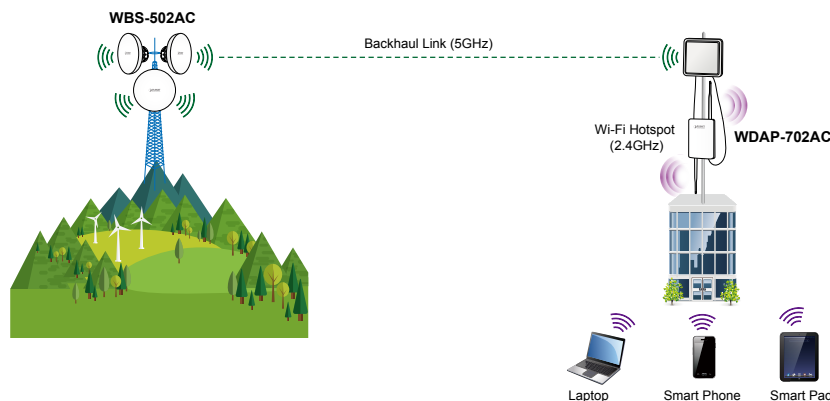 WBS-502AC
Backhaul Link (5GHz)
Wi-Fi Hotspot
(2.4GHz)
WDAP-702AC
Laptop
Smart Phone
Smart Pad